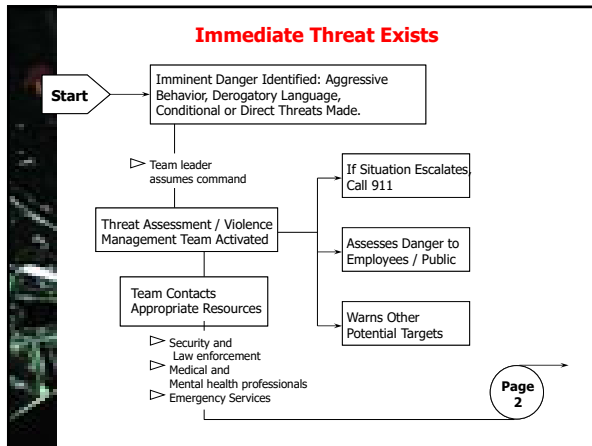 Immediate Threat Exists
Start
Imminent Danger Identified: Aggressive
Behavior, Derogatory Language,
Conditional or Direct Threats Made.
Team leader
assumes command
Threat Assessment / Violence
Management Team Activated
If Situation Escalates,
Call 911
Assesses Danger to
Employees / Public
Warns Other
Potential Targets
Team Contacts
Appropriate Resources
Security and
Law enforcement
Medical and
Mental health professionals
Emergency Services
Page
2